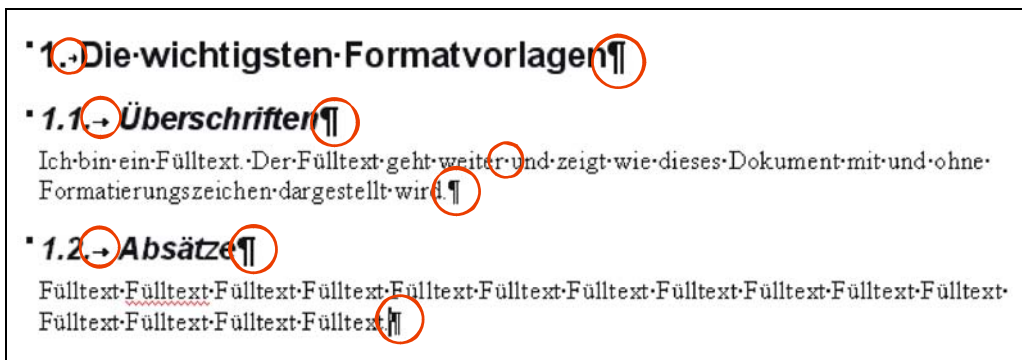 1.→Die·wichtigsten·Formatvorlagen¶
1.1.→Überschriften¶
Ich·bin·ein·Fülltext.·Der·Fülltext·geht·weiter·und·zeigt·wie·dieses·Dokument·mit·und·ohne·
Formatierungszeichen·dargestellt·wird.¶
1.2.→Absätze¶
Fülltext·Fülltext·Fülltext·Fülltext·Fülltext·Fülltext·Fülltext·Fülltext·Fülltext·Fülltext·Fülltext·
Fülltext·Fülltext·Fülltext·Fülltext.¶